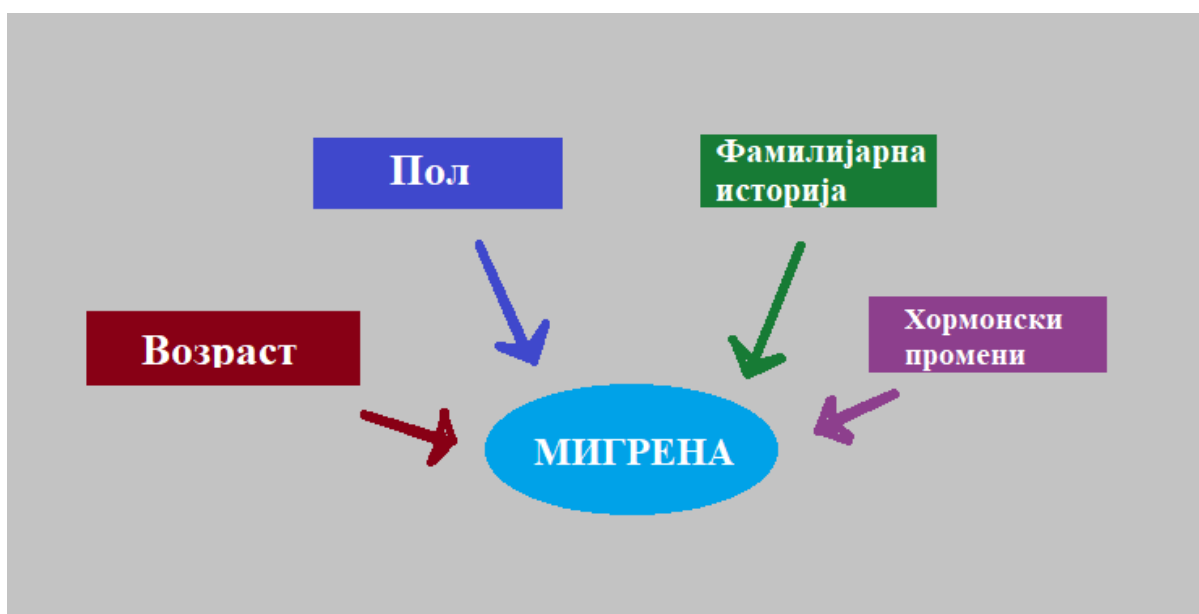 Пол
Фамилијарна
историја
Возраст
Хормонски
промени
МИГРЕНА